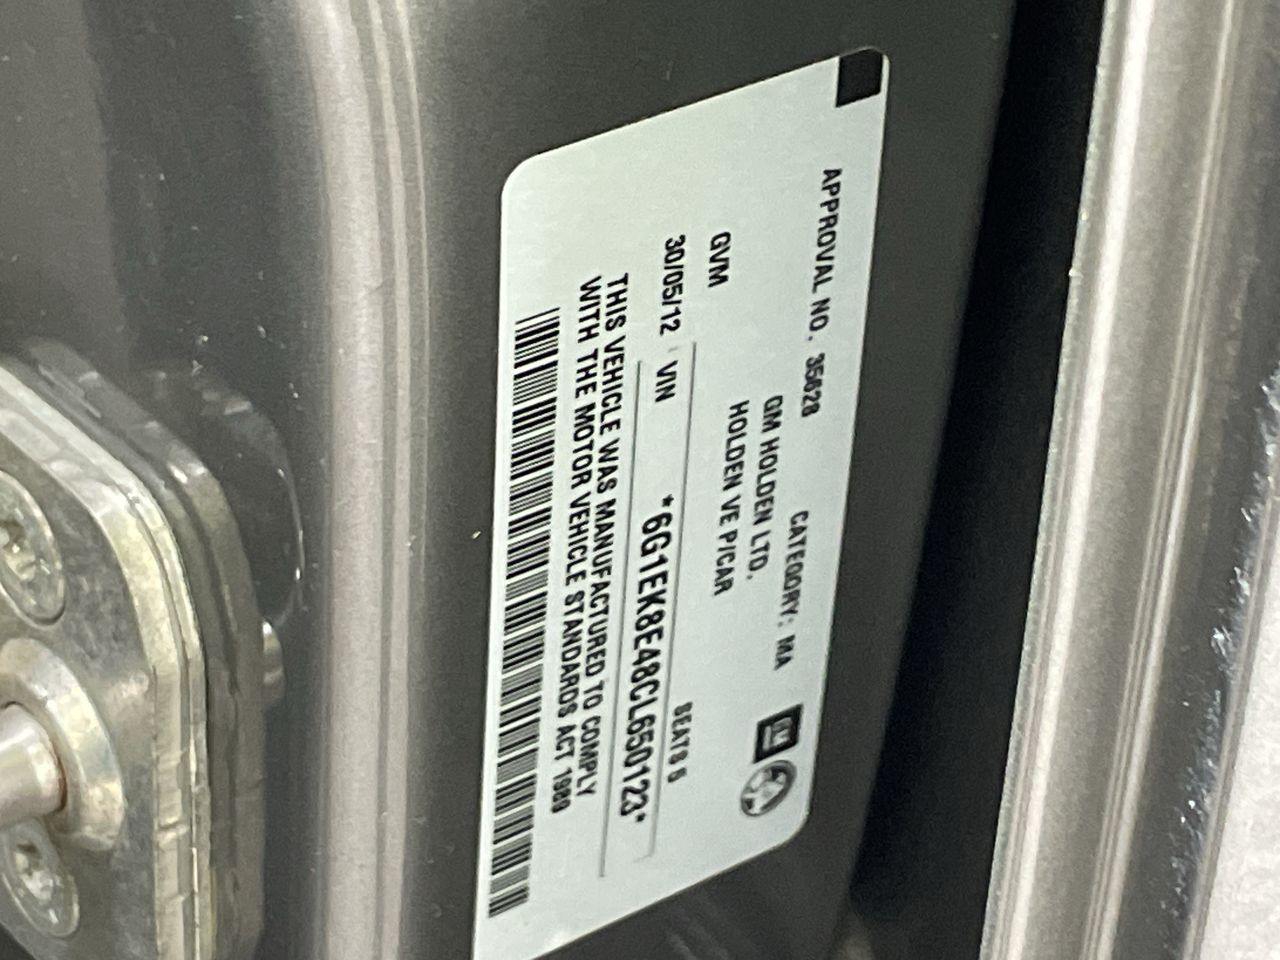 APPROVAL NO. 35628 CATEGORY: MA
GM HOLDEN LTD.
HOLDEN VE P/CAR
GM
GVM SEATS 5
30/05/12 VIN *6G1EK8E48CL650123*
THIS VEHICLE WAS MANUFACTURED TO COMPLY
WITH THE MOTOR VEHICLE STANDARDS ACT 1989